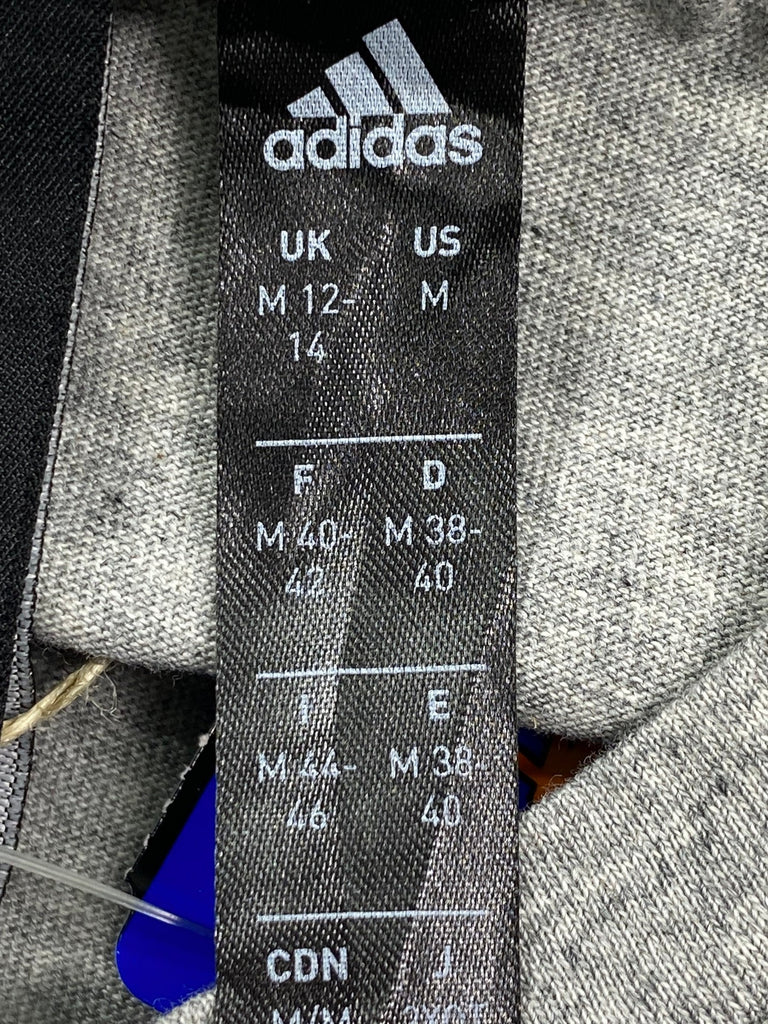 adidas
UK US
M 12- M
14
F D
M 40- M 38-
42 40
I E
M 44- M 38-
46 40
CDN J
M/M